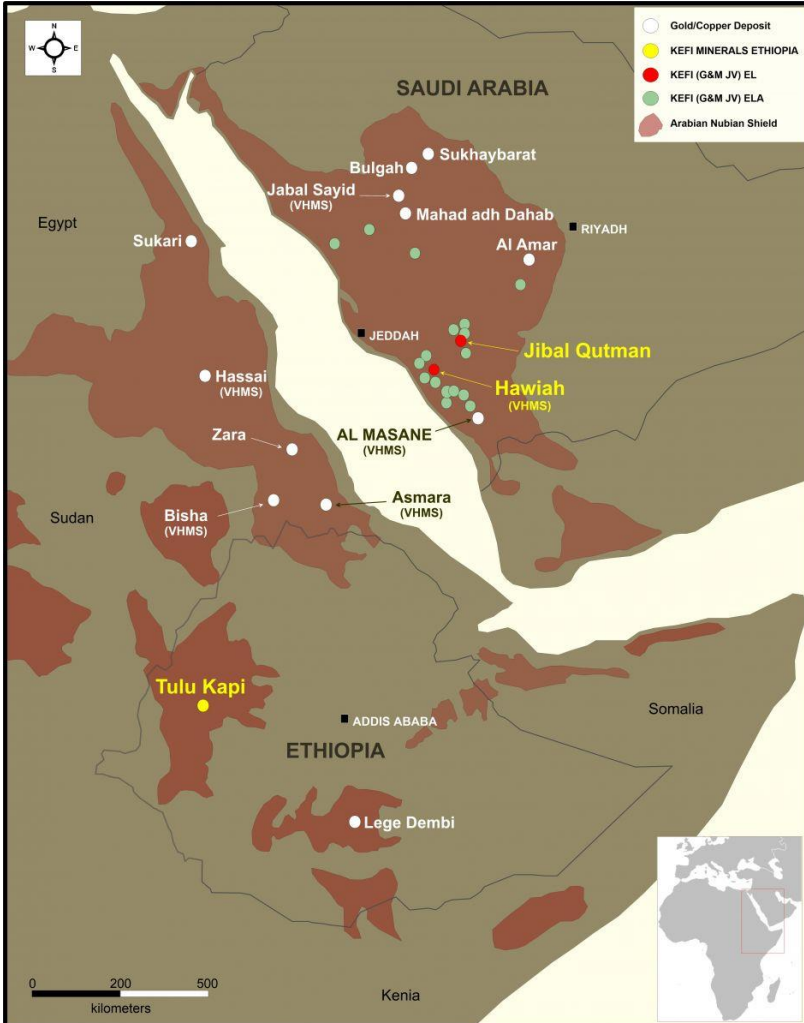 N
W
E
S
Gold/Copper Deposit
KEFI MINERALS ETHIOPIA
KEFI (G&M JV) EL
KEFI (G&M JV) ELA
Arabian Nubian Shield
SAUDI ARABIA
Sukhaybarat
Bulgah
Jabal Sayid
(VHMS)
Mahad adh Dahab
Egypt
Sukari
RIYADH
Al Amar
JEDDAH
Jibal Qutman
Hassai
(VHMS)
Hawiah
(VHMS)
Zara
AL MASANE
(VHMS)
Sudan
Bisha
(VHMS)
Asmara
(VHMS)
Tulu Kapi
ADDIS ABABA
Somalia
ETHIOPIA
Lege Dembi
0
200
500
kilometers
Kenia